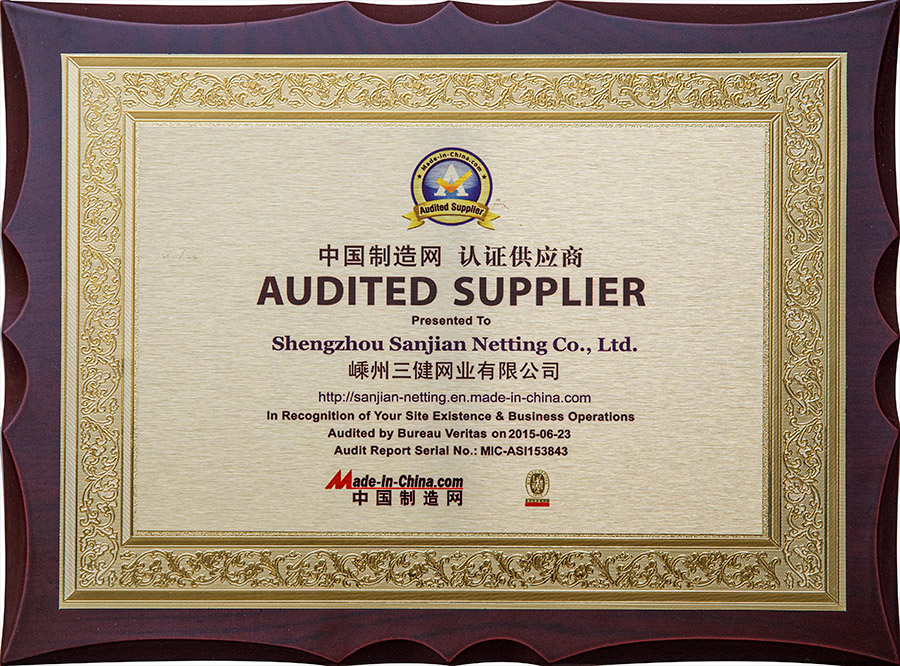 Made-in-China.com
Audited Supplier
中国制造网 认证供应商
AUDITED SUPPLIER
Presented To
Shengzhou Sanjian Netting Co., Ltd.
嵊州三健网业有限公司
http://sanjian-netting.en.made-in-china.com
In Recognition of Your Site Existence & Business Operations
Audited by Bureau Veritas on 2015-06-23
Audit Report Serial No.: MIC-ASI153843
Made-in-China.com
中国制造网